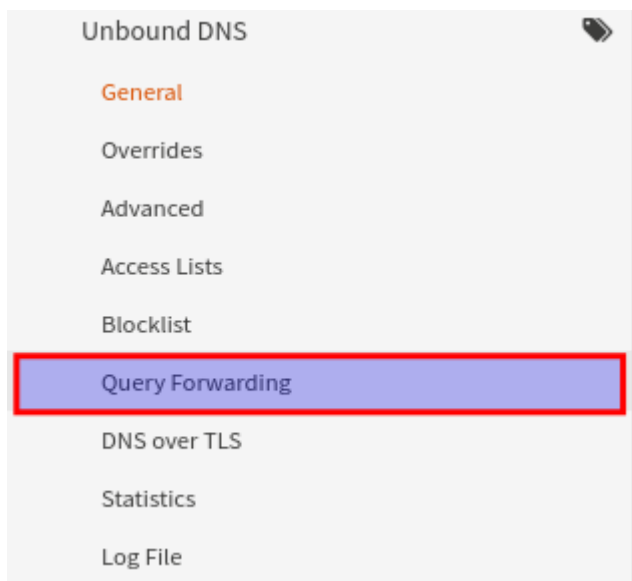 Unbound DNS
General
Overrides
Advanced
Access Lists
Blocklist
Query Forwarding
DNS over TLS
Statistics
Log File